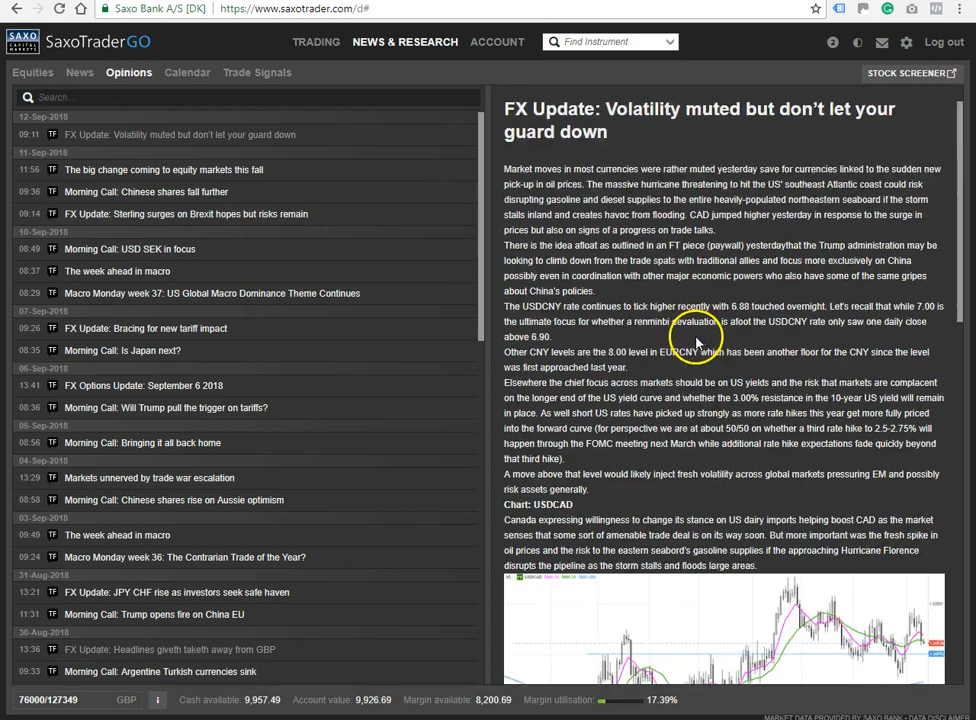 Saxo Bank A/S [DK] https://www.saxotrader.com/d#
SAXO CAPITAL MARKETS SaxoTraderGO TRADING NEWS & RESEARCH ACCOUNT Find Instrument 2 Log out
Equities News Opinions Calendar Trade Signals STOCK SCREENER
Search...
12-Sep-2018
09:11 TF FX Update: Volatility muted but don't let your guard down
11-Sep-2018
11:56 TF The big change coming to equity markets this fall
09:36 TF Morning Call: Chinese shares fall further
09:14 TF FX Update: Sterling surges on Brexit hopes but risks remain
10-Sep-2018
08:49 TF Morning Call: USD SEK in focus
08:37 TF The week ahead in macro
08:29 TF Macro Monday week 37: US Global Macro Dominance Theme Continues
07-Sep-2018
09:26 TF FX Update: Bracing for new tariff impact
08:35 TF Morning Call: Is Japan next?
06-Sep-2018
13:41 TF FX Options Update: September 6 2018
08:36 TF Morning Call: Will Trump pull the trigger on tariffs?
05-Sep-2018
08:56 TF Morning Call: Bringing it all back home
04-Sep-2018
13:29 TF Markets unnerved by trade war escalation
08:58 TF Morning Call: Chinese shares rise on Aussie optimism
03-Sep-2018
09:49 TF The week ahead in macro
09:24 TF Macro Monday week 36: The Contrarian Trade of the Year?
31-Aug-2018
13:21 TF FX Update: JPY CHF rise as investors seek safe haven
11:31 TF Morning Call: Trump opens fire on China EU
30-Aug-2018
13:36 TF FX Update: Headlines giveth taketh away from GBP
09:33 TF Morning Call: Argentine Turkish currencies sink
FX Update: Volatility muted but don't let your
guard down
Market moves in most currencies were rather muted yesterday save for currencies linked to the sudden new
pick-up in oil prices. The massive hurricane threatening to hit the US' southeast Atlantic coast could risk
disrupting gasoline and diesel supplies to the entire heavily-populated northeastern seaboard if the storm
stalls inland and creates havoc from flooding. CAD jumped higher yesterday in response to the surge in
prices but also on signs of a progress on trade talks.
There is the idea afloat as outlined in an FT piece (paywall) yesterdaythat the Trump administration may be
looking to climb down from the trade spats with traditional allies and focus more exclusively on China
possibly even in coordination with other major economic powers who also have some of the same gripes
about China's policies.
The USDCNY rate continues to tick higher recently with 6.88 touched overnight. Let's recall that while 7.00 is
the ultimate focus for whether a renminbi devaluation is afoot the USDCNY rate only saw one daily close
above 6.90.
Other CNY levels are the 8.00 level in EURCNY which has been another floor for the CNY since the level
was first approached last year.
Elsewhere the chief focus across markets should be on US yields and the risk that markets are complacent
on the longer end of the US yield curve and whether the 3.00% resistance in the 10-year US yield will remain
in place. As well short US rates have picked up strongly as more rate hikes this year get more fully priced
into the forward curve (for perspective we are at about 50/50 on whether a third rate hike to 2.5-2.75% will
happen through the FOMC meeting next March while additional rate hike expectations fade quickly beyond
that third hike).
A move above that level would likely inject fresh volatility across global markets pressuring EM and possibly
risk assets generally.
Chart: USDCAD
Canada expressing willingness to change its stance on US dairy imports helping boost CAD as the market
senses that some sort of amenable trade deal is on its way soon. But more important was the fresh spike in
oil prices and the risk to the eastern seabord's gasoline supplies if the approaching Hurricane Florence
disrupts the pipeline as the storm stalls and floods large areas.
USDCAD
76000/127349 GBP i Cash available: 9,957.49 Account value: 9,926.69 Margin available: 8,200.69 Margin utilisation: 17.39%
MARKET DATA PROVIDED BY SAXO BANK • DATA DISCLAIMER